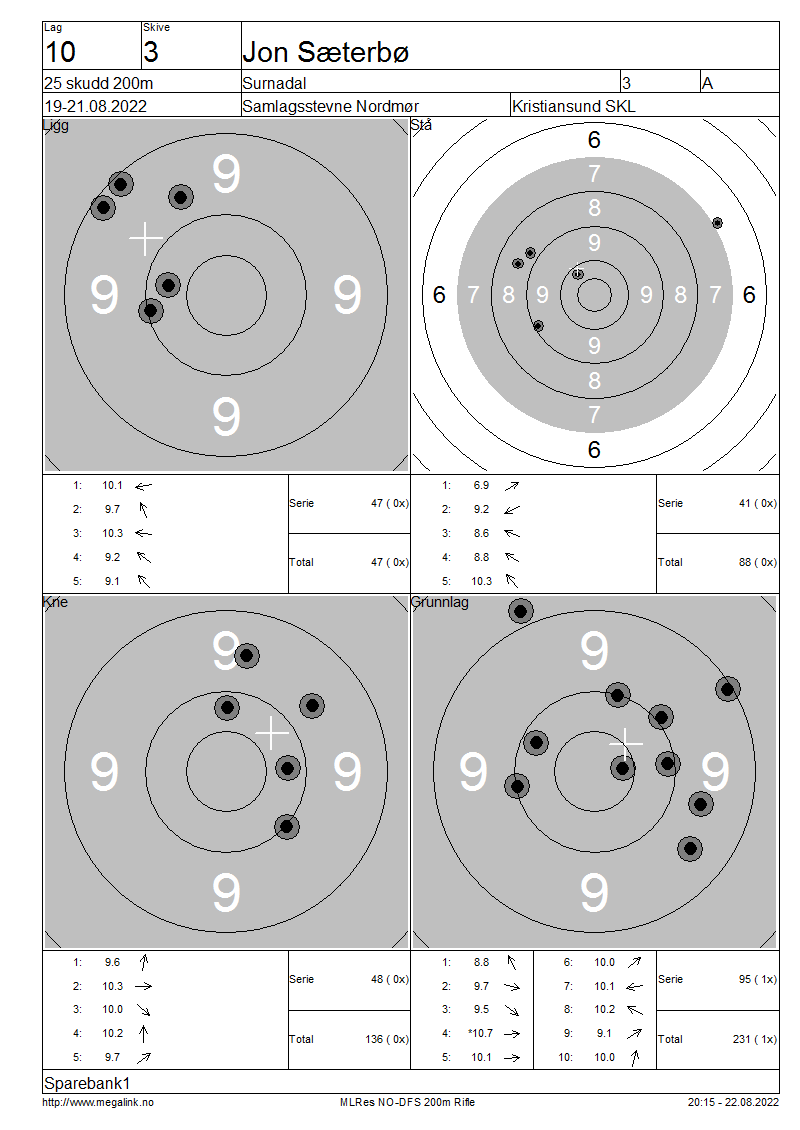 Lag Skive
10 3 Jon Sæterbø
25 skudd 200m Surnadal 3 A
19-21.08.2022 Samlagsstevne Nordmør Kristiansund SKL
Ligg Stå
9
9 9
9
6
7
8
9
6 7 8 9 9 8 7 6
9
8
7
6
1: 10.1
2: 9.7
3: 10.3
4: 9.2
5: 9.1
Serie 47 ( 0x)
Total 47 ( 0x)
1: 6.9
2: 9.2
3: 8.6
4: 8.8
5: 10.3
Serie 41 ( 0x)
Total 88 ( 0x)
Kne Grunnlag
9
9 9
9
9
9 9
9
1: 9.6
2: 10.3
3: 10.0
4: 10.2
5: 9.7
Serie 48 ( 0x)
Total 136 ( 0x)
1: 8.8 6: 10.0
2: 9.7 7: 10.1
3: 9.5 8: 10.2
4: *10.7 9: 9.1
5: 10.1 10: 10.0
Serie 95 ( 1x)
Total 231 ( 1x)
Sparebank1
http://www.megalink.no MLRes NO-DFS 200m Rifle 20:15 - 22.08.2022